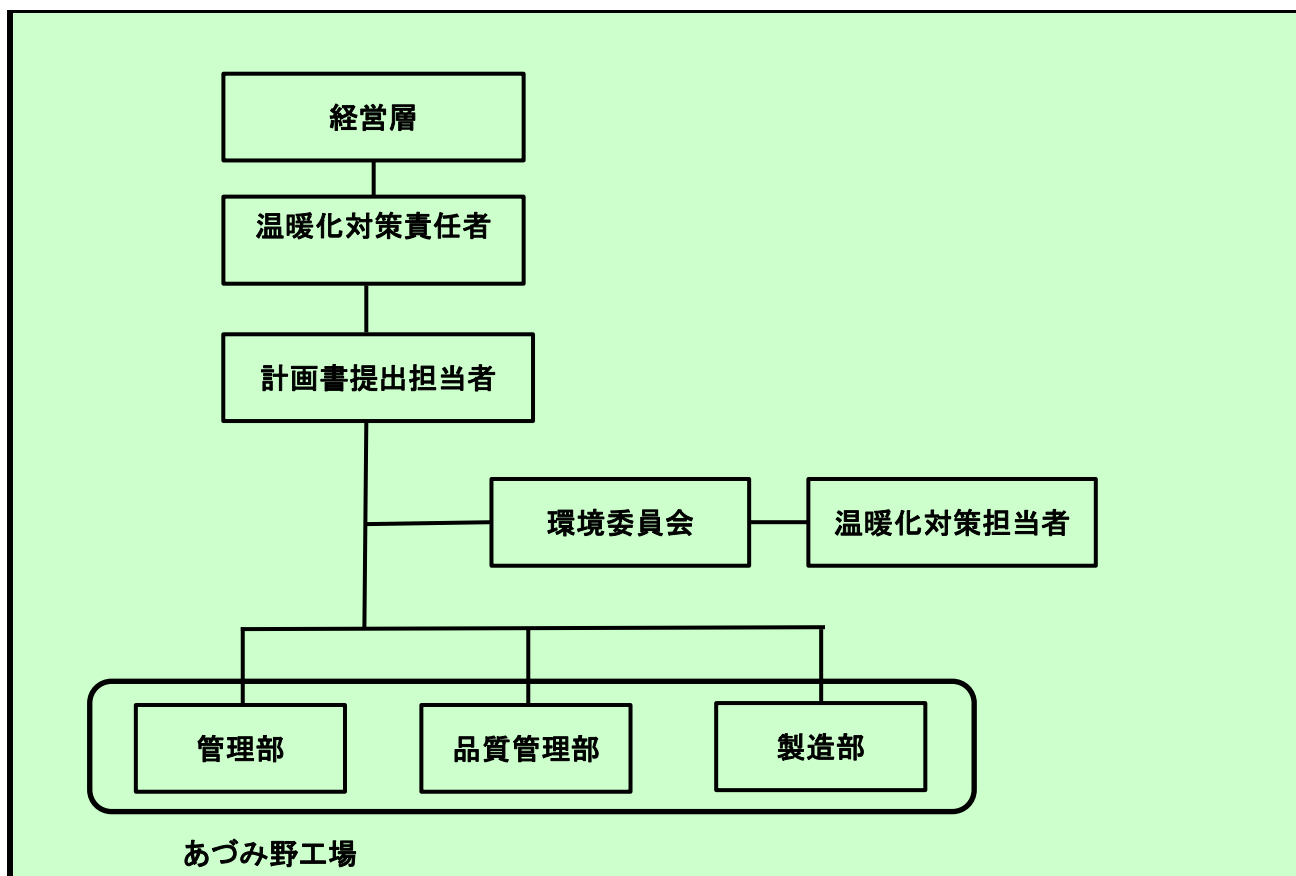 経営層
温暖化対策責任者
計画書提出担当者
環境委員会
温暖化対策担当者
管理部
品質管理部
製造部
あづみ野工場